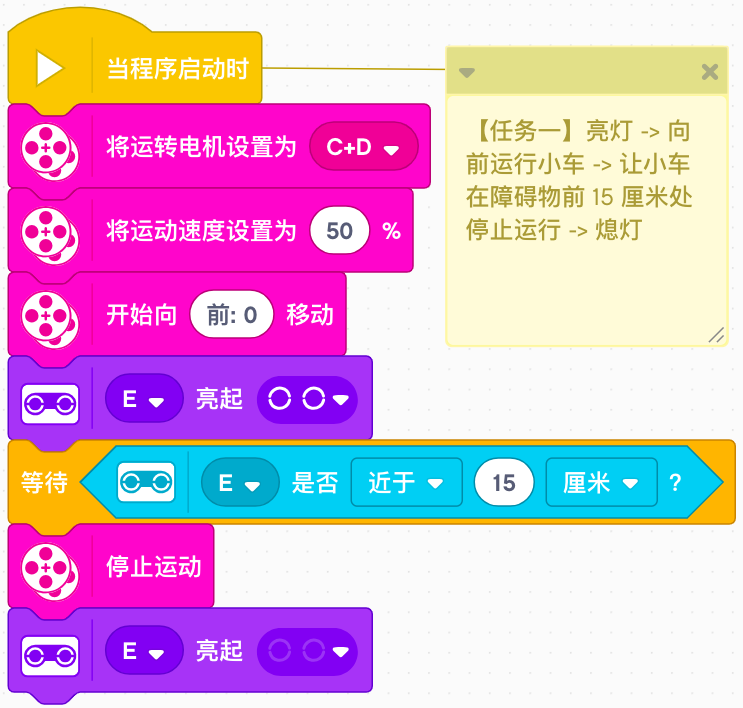 当程序启动时
将运转电机设置为 C+D
将运动速度设置为 50 %
开始向 前: 0 移动
E 亮起
等待 E 是否 近于 15 厘米 ?
停止运动
E 亮起
【任务一】亮灯 -> 向
前运行小车 -> 让小车
在障碍物前 15 厘米处
停止运行 -> 熄灯